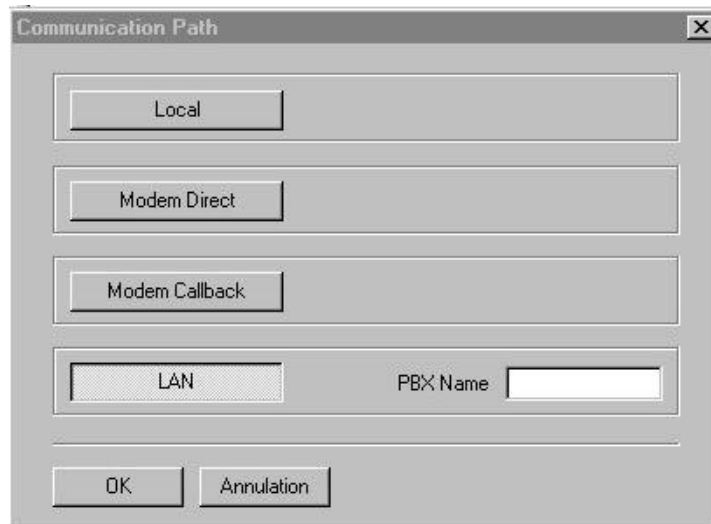 Communication Path
Local
Modem Direct
Modem Callback
LAN PBX Name
OK Annulation